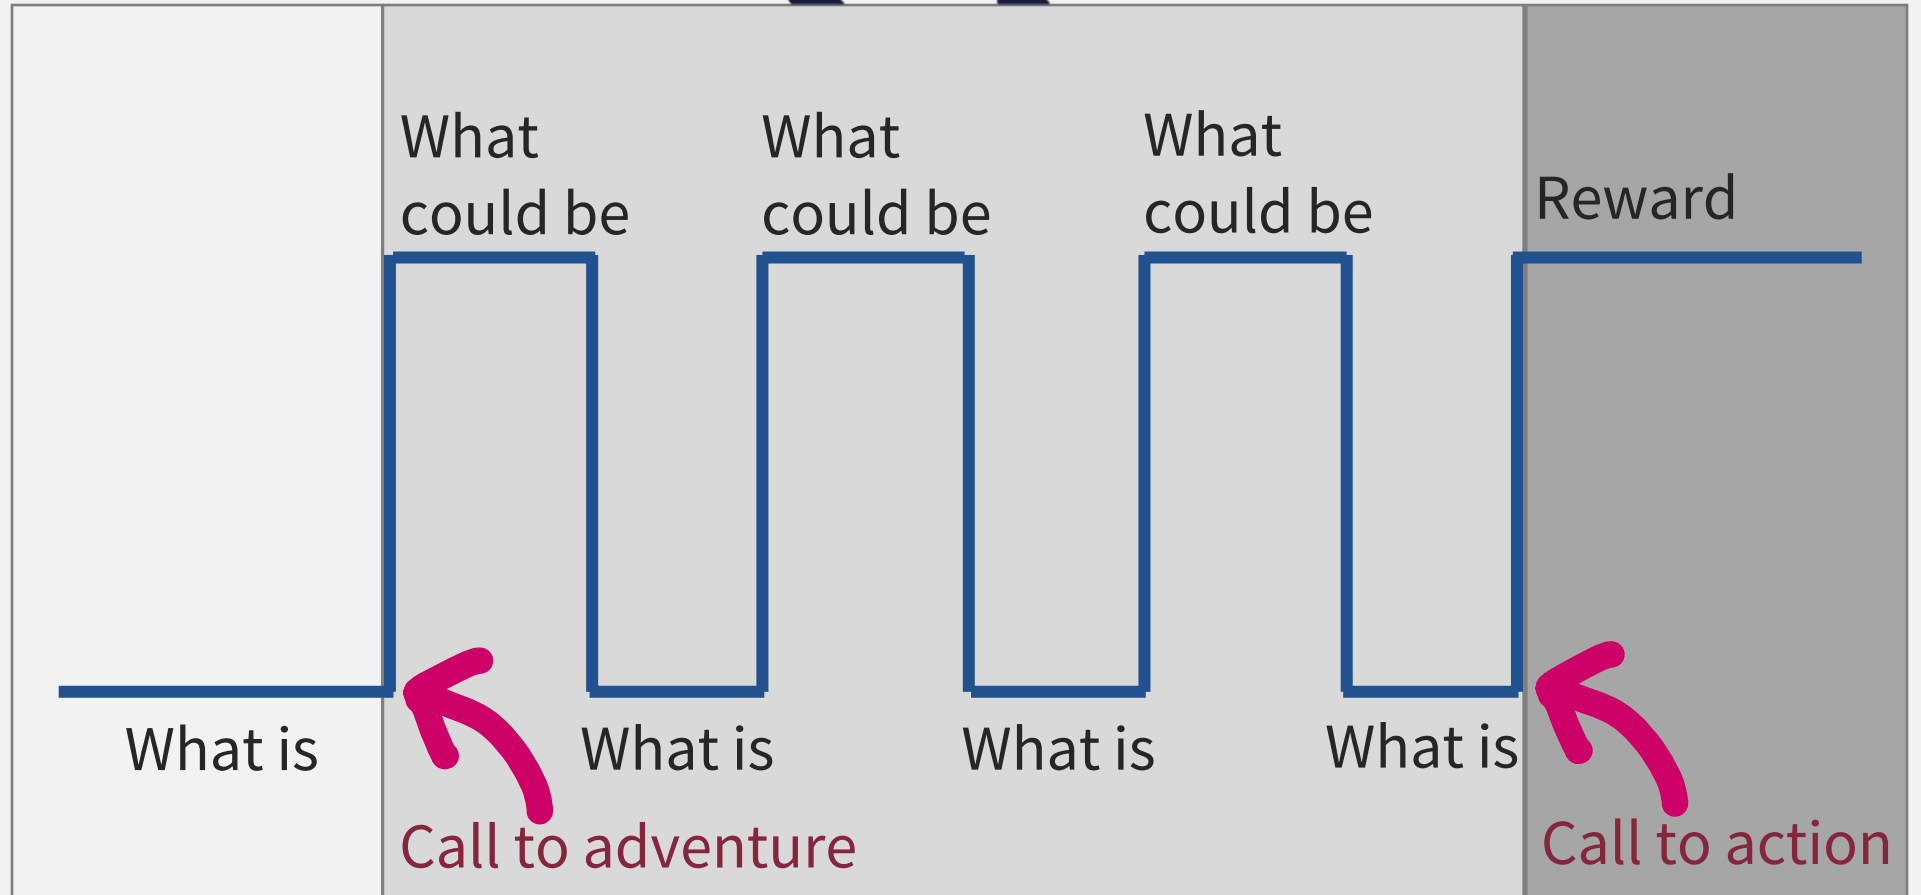 What
could be
What
could be
What
could be
Reward
What is
What is
What is
What is
Call to adventure
Call to action